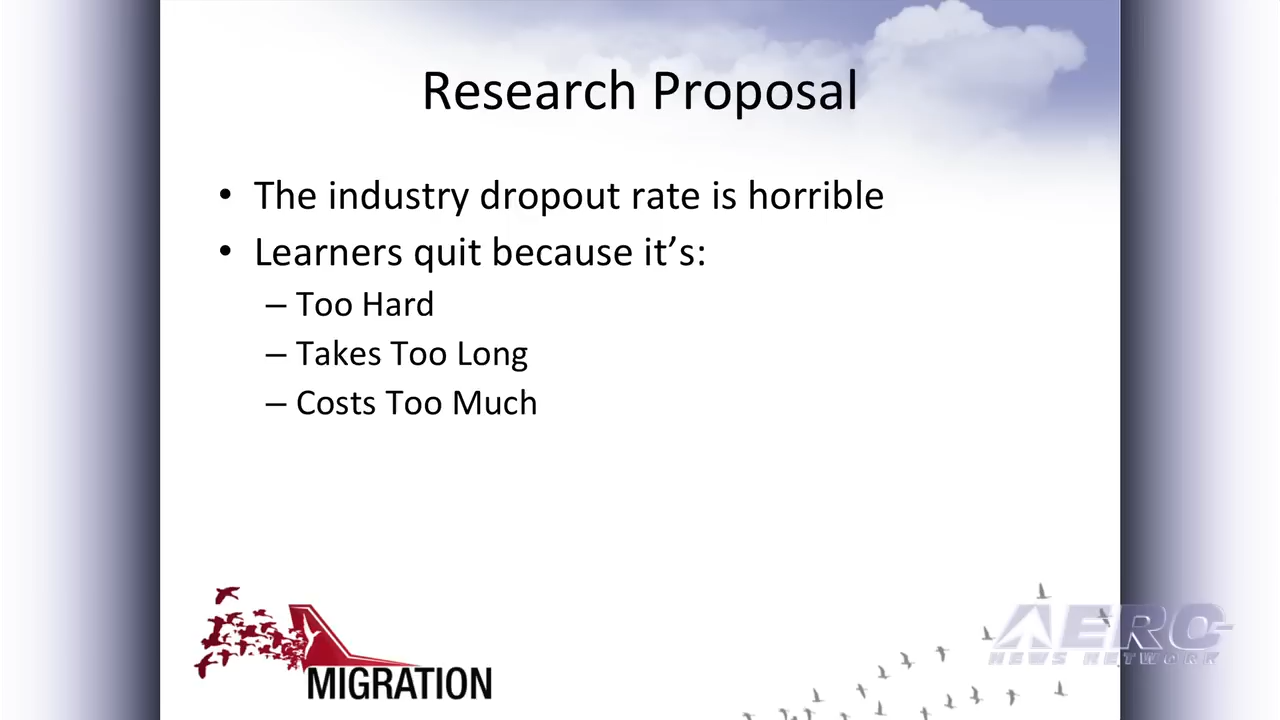 Research Proposal
• The industry dropout rate is horrible
• Learners quit because it’s:
– Too Hard
– Takes Too Long
– Costs Too Much
MIGRATION
AERO
NEWS NETWORK